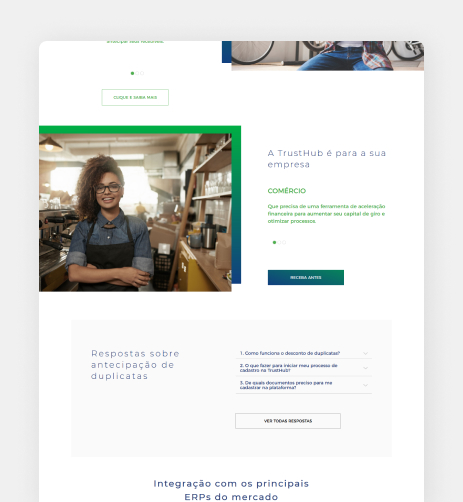 CLIQUE E SAIBA MAIS
A TrustHub é para a sua
empresa
COMÉRCIO
Que precisa de uma ferramenta de aceleração
financeira para aumentar seu capital de giro e
otimizar processos.
RECEBA ANTES
Respostas sobre
antecipação de
duplicatas
1. Como funciona o desconto de duplicatas?
2. O que fazer para iniciar meu processo de
cadastro na TrustHub?
3. De quais documentos preciso para me
cadastrar na plataforma?
VER TODAS RESPOSTAS
Integração com os principais
ERPs do mercado